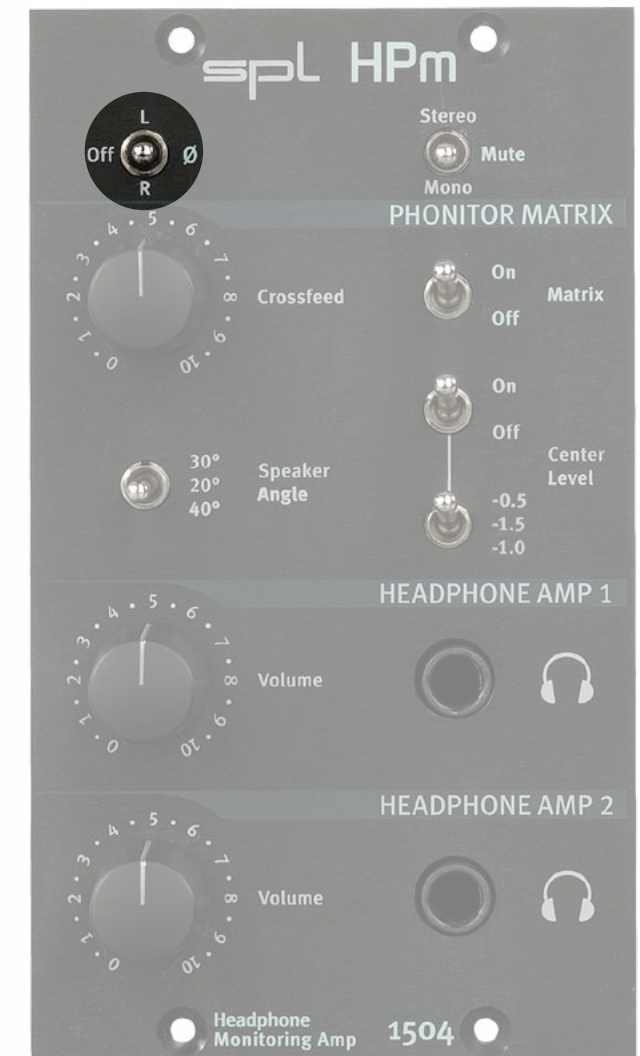 spl HPm
L
Off Ø
R
Stereo
Mute
Mono
PHONITOR MATRIX
0 1 2 3 4 5 6 7 8 9 10
Crossfeed
On
Off
Matrix
On
Off
Center
Level
-0.5
-1.5
-1.0
30°
20°
40°
Speaker
Angle
HEADPHONE AMP 1
0 1 2 3 4 5 6 7 8 9 10
Volume
HEADPHONE AMP 2
0 1 2 3 4 5 6 7 8 9 10
Volume
Headphone
Monitoring Amp
1504